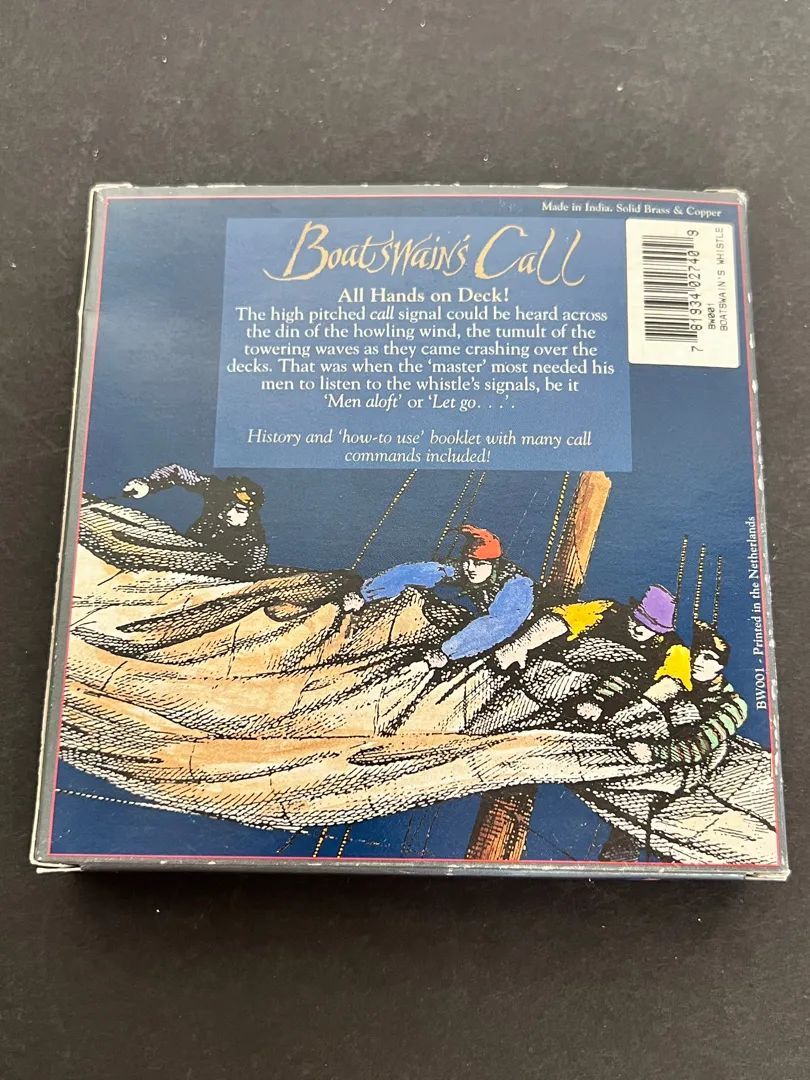 Made in India. Solid Brass & Copper
Boatswain's Call
All Hands on Deck!
The high pitched call signal could be heard across
the din of the howling wind, the tumult of the
towering waves as they came crashing over the
decks. That was when the ‘master’ most needed his
men to listen to the whistle’s signals, be it
‘Men aloft’ or ‘Let go. . .’.
History and ‘how-to use’ booklet with many call
commands included!
7 81934 02740 9
BW001
BOATSWAIN'S WHISTLE
BW001 - Printed in the Netherlands